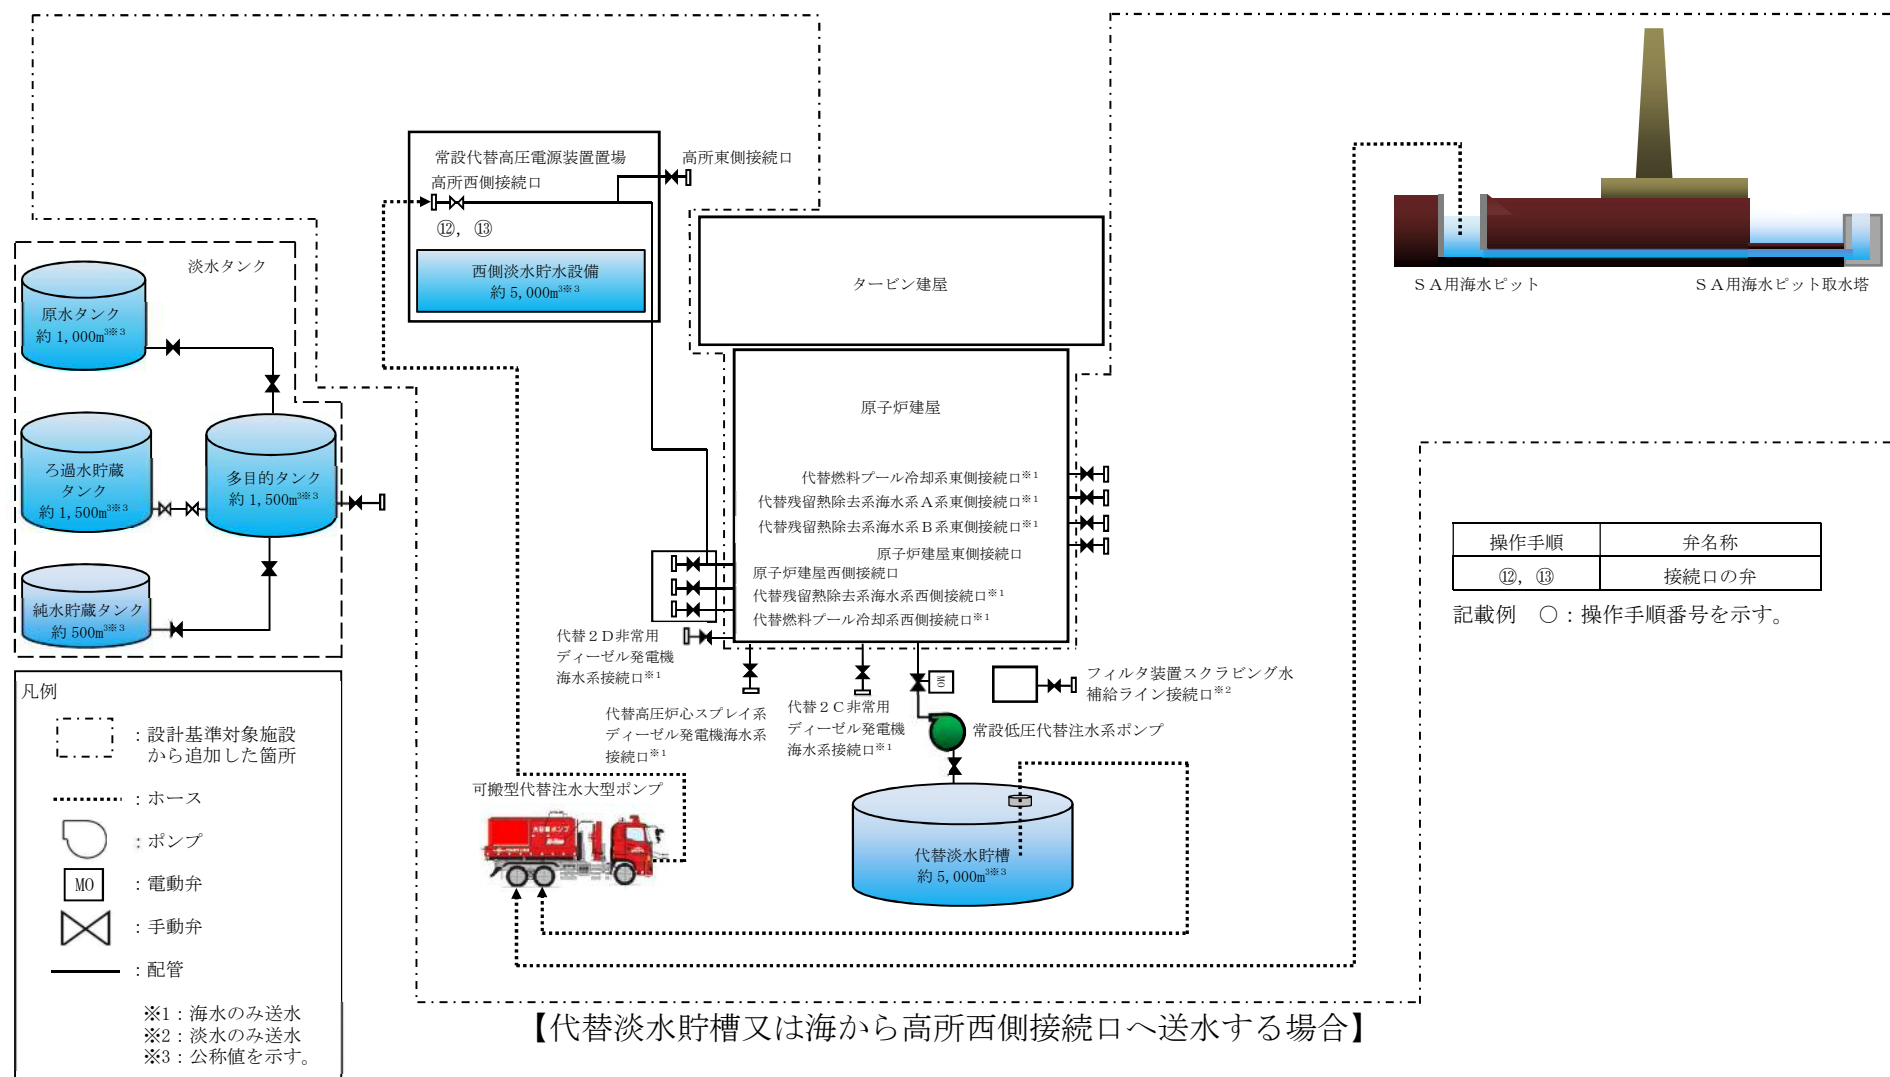 常設代替高圧電源装置置場
高所西側接続口
高所東側接続口
⑫, ⑬
西側淡水貯水設備
約 5,000m³※3
淡水タンク
原水タンク
約 1,000m³※3
ろ過水貯蔵
タンク
約 1,500m³※3
多目的タンク
約 1,500m³※3
純水貯蔵タンク
約 500m³※3
タービン建屋
原子炉建屋
代替燃料プール冷却系東側接続口※1
代替残留熱除去系海水系A系東側接続口※1
代替残留熱除去系海水系B系東側接続口※1
原子炉建屋東側接続口
原子炉建屋西側接続口
代替残留熱除去系海水系西側接続口※1
代替燃料プール冷却系西側接続口※1
代替2D非常用
ディーゼル発電機
海水系接続口※1
代替高圧炉心スプレイ系
ディーゼル発電機海水系
接続口※1
代替2C非常用
ディーゼル発電機
海水系接続口※1
MO
フィルタ装置スクラビング水
補給ライン接続口※2
常設低圧代替注水系ポンプ
可搬型代替注水大型ポンプ
大容量ポンプ
代替淡水貯槽
約 5,000m³※3
SA用海水ピット
SA用海水ピット取水塔
操作手順 弁名称
⑫, ⑬ 接続口の弁
記載例 ○:操作手順番号を示す。
凡例
:設計基準対象施設
から追加した箇所
:ホース
:ポンプ
MO :電動弁
:手動弁
:配管
※1:海水のみ送水
※2:淡水のみ送水
※3:公称値を示す。
【代替淡水貯槽又は海から高所西側接続口へ送水する場合】